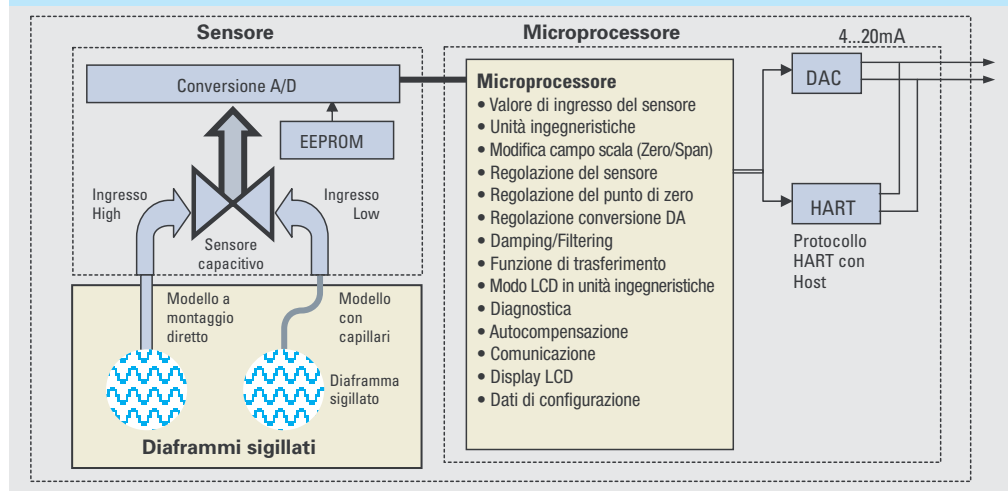 Sensore
Conversione A/D
EEPROM
Ingresso
High
Ingresso
Low
Sensore
capacitivo
Modello a
montaggio
diretto
Modello
con
capillari
Diaframma
sigillato
Diaframmi sigillati
Microprocessore
Microprocessore
• Valore di ingresso del sensore
• Unità ingegneristiche
• Modifica campo scala (Zero/Span)
• Regolazione del sensore
• Regolazione del punto di zero
• Regolazione conversione DA
• Damping/Filtering
• Funzione di trasferimento
• Modo LCD in unità ingegneristiche
• Diagnostica
• Autocompensazione
• Comunicazione
• Display LCD
• Dati di configurazione
4...20mA
DAC
HART
Protocollo
HART con
Host